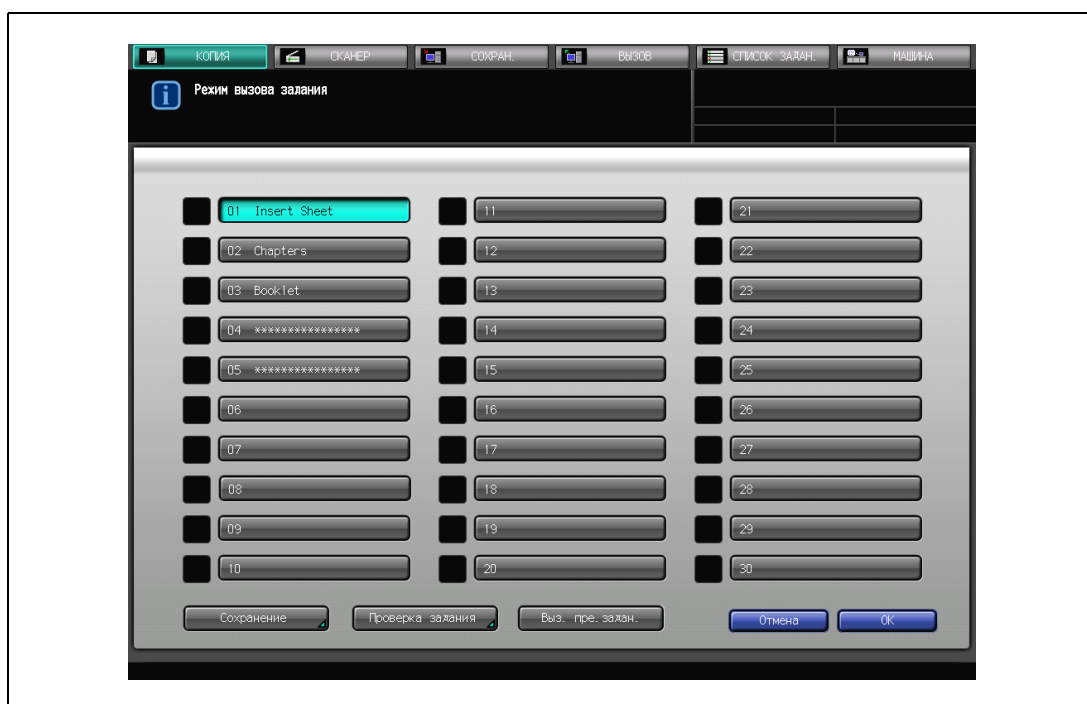 КОПИЯ СКАНЕР СОХРАН. ВЫЗОВ СПИСОК ЗАДАН. МАШИНА
Режим вызова задания
01 Insert Sheet 11 21
02 Chapters 12 22
03 Booklet 13 23
04 **************** 14 24
05 **************** 15 25
06 16 26
07 17 27
08 18 28
09 19 29
10 20 30
Сохранение Проверка задания Выз. пре. задан. Отмена OK